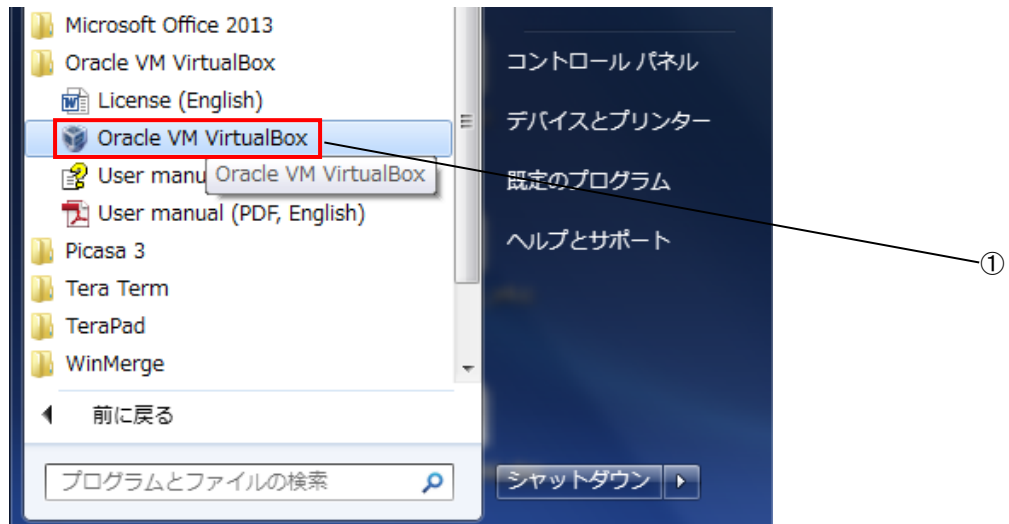 Microsoft Office 2013
Oracle VM VirtualBox
License (English)
Oracle VM VirtualBox
User manu
Oracle VM VirtualBox
User manual (PDF, English)
Picasa 3
Tera Term
TeraPad
WinMerge
前に戻る
プログラムとファイルの検索
コントロール パネル
デバイスとプリンター
既定のプログラム
ヘルプとサポート
シャットダウン
①